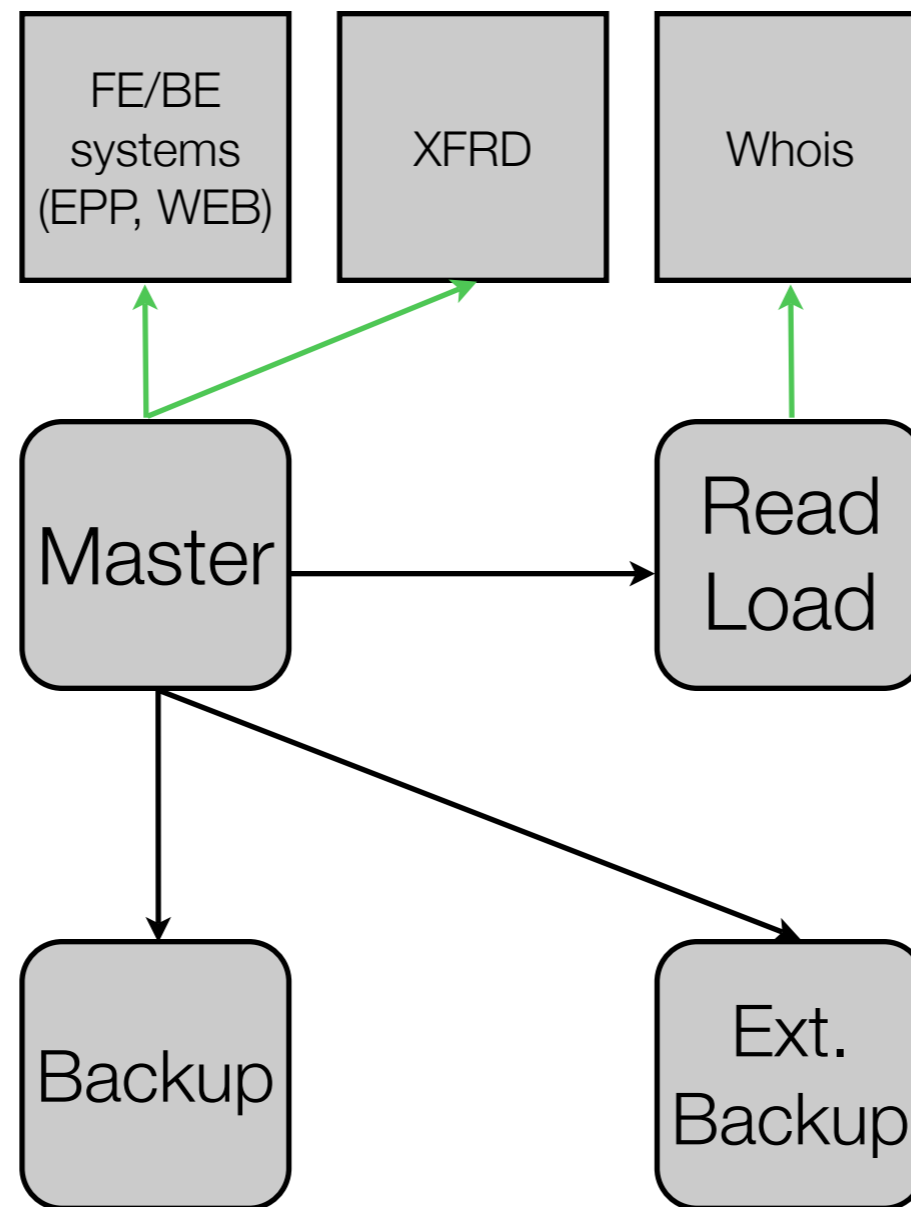 FE/BE
systems
(EPP, WEB)
XFRD
Whois
Master
Read
Load
Backup
Ext.
Backup